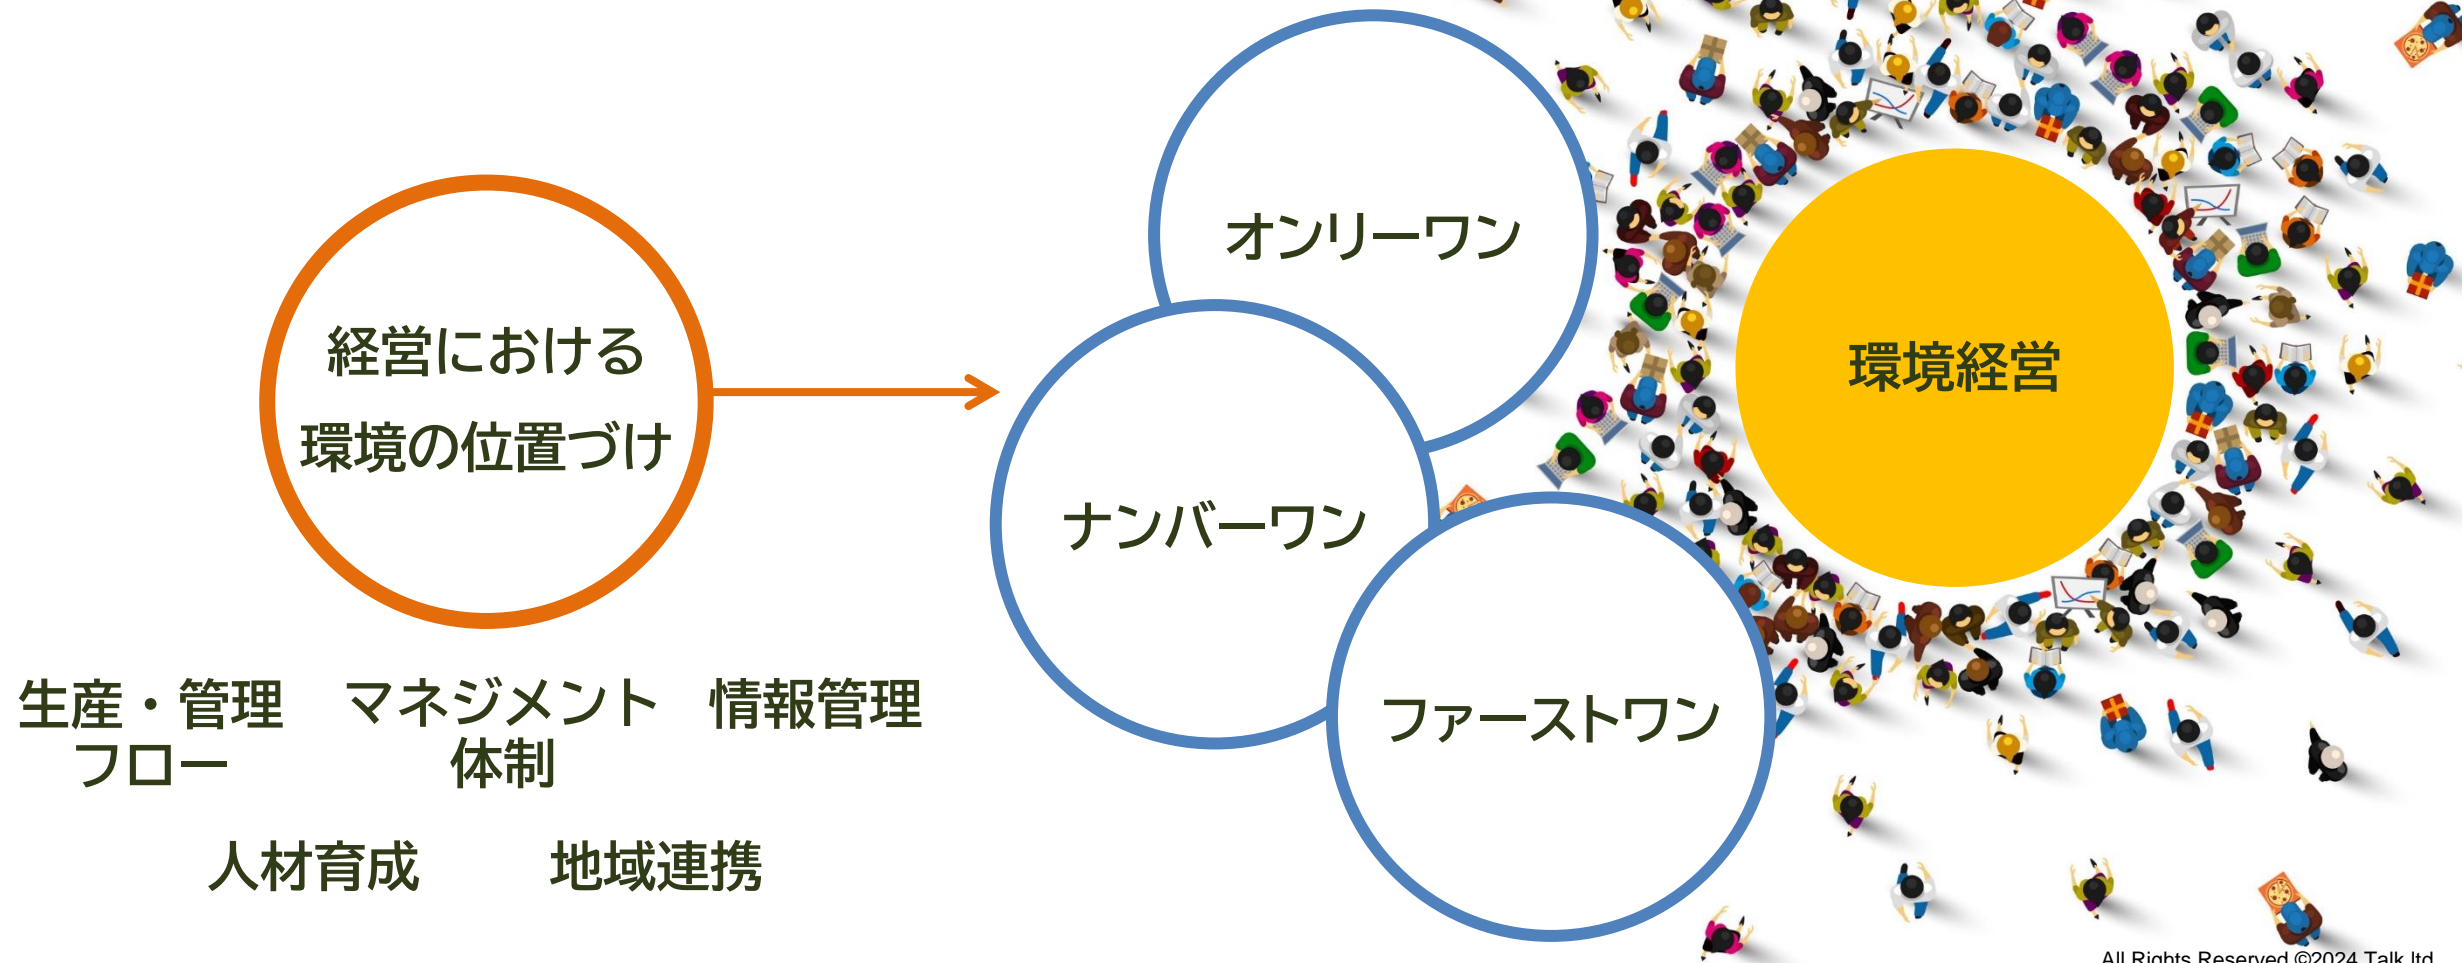 経営における
環境の位置づけ
生産・管理
フロー
マネジメント
体制
情報管理
人材育成
地域連携
オンリーワン
ナンバーワン
ファーストワン
環境経営
All Rights Reserved ©2024 Talk ltd